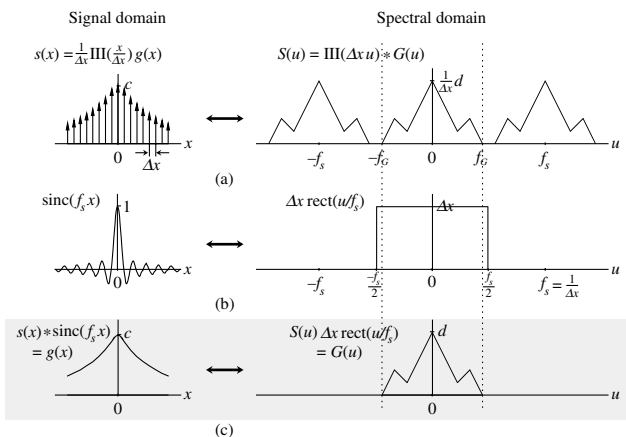 Signal domain Spectral domain
s(x) = 1/Δx III(x/Δx) g(x) S(u) = III(Δx u) * G(u)
c 1/Δx d
x u
0 Δx −f_s −f_G 0 f_G f_s
(a)
sinc(f_s x) Δx rect(u/f_s)
1 Δx
x u
0 −f_s −f_s/2 0 f_s/2 f_s = 1/Δx
(b)
s(x) * sinc(f_s x) c S(u) Δx rect(u/f_s) d
= g(x) = G(u)
x u
0 0
(c)